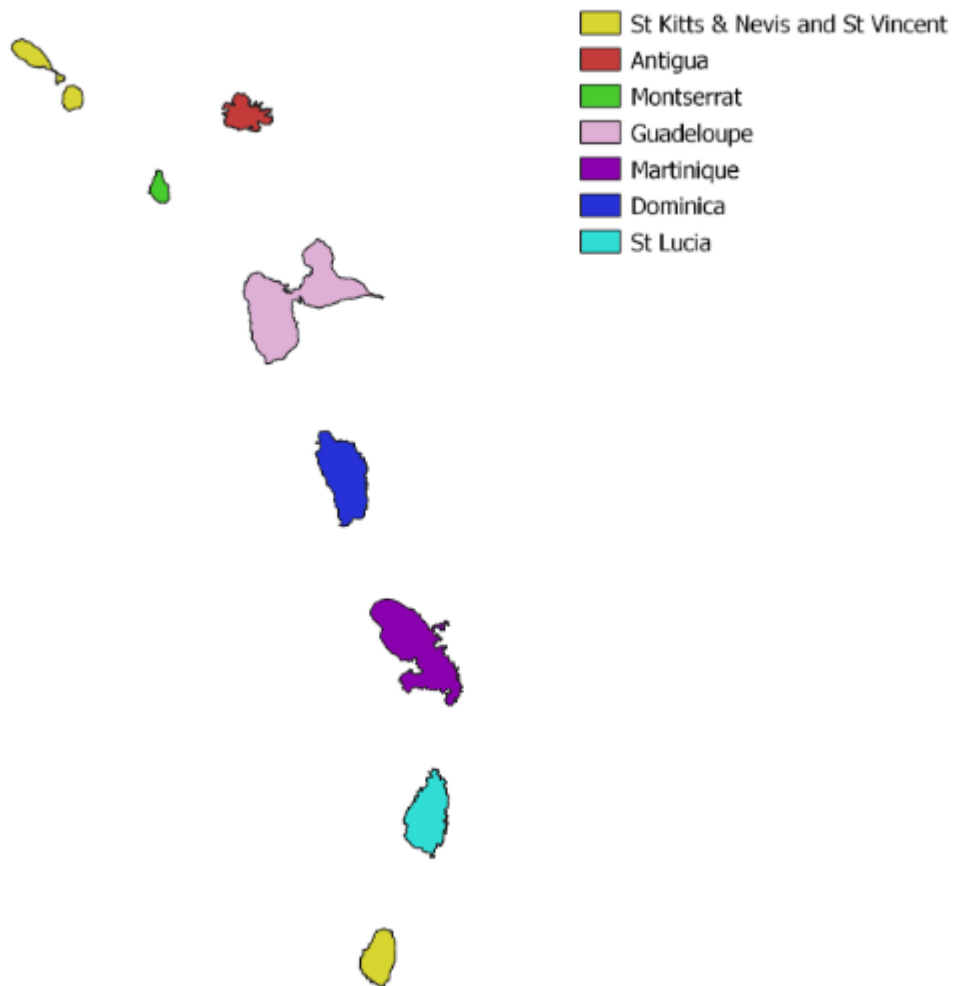 St Kitts & Nevis and St Vincent
Antigua
Montserrat
Guadeloupe
Martinique
Dominica
St Lucia